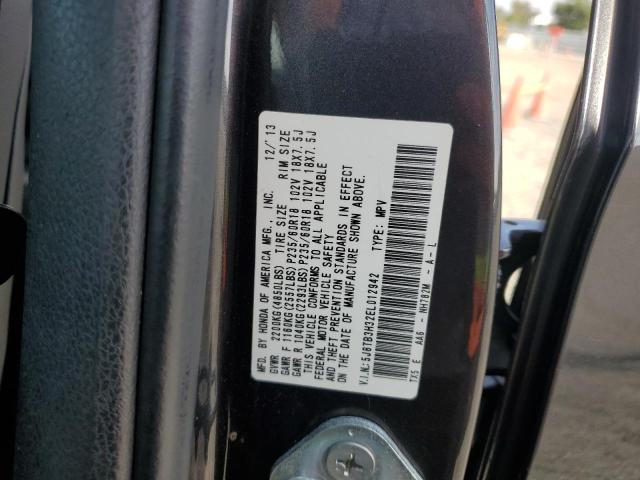 MFD. BY HONDA OF AMERICA MFG., INC. 12/'13
GVWR 2200KG(4850LBS) TIRE SIZE RIM SIZE
GAWR F 1160KG(2557LBS) P235/60R18 102V 18X7.5J
GAWR R 1040KG(2293LBS) P235/60R18 102V 18X7.5J
THIS VEHICLE CONFORMS TO ALL APPLICABLE
FEDERAL MOTOR VEHICLE SAFETY
AND THEFT PREVENTION STANDARDS IN EFFECT
ON THE DATE OF MANUFACTURE SHOWN ABOVE.
V.I.N.: 5J8TB3H32EL012942 TYPE: MPV
TX5 E AA6 - NH782M - A - L